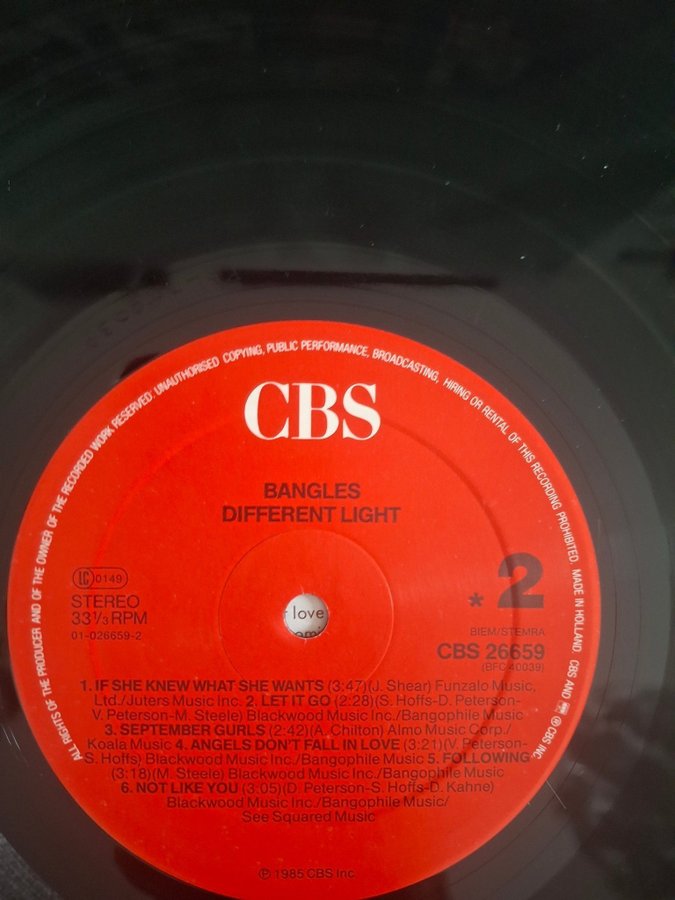 ALL RIGHTS OF THE PRODUCER AND OF THE OWNER OF THE RECORDED WORK RESERVED. UNAUTHORISED COPYING, PUBLIC PERFORMANCE, BROADCASTING, HIRING OR RENTAL OF THIS RECORDING PROHIBITED. MADE IN HOLLAND. CBS AND ® CBS INC.
CBS
BANGLES
DIFFERENT LIGHT
LC 0149
STEREO
33 1/3 RPM
01-026659-2
* 2
BIEM/STEMRA
CBS 26659
(BFC 40039)
love
1. IF SHE KNEW WHAT SHE WANTS (3:47)(J. Shear) Funzalo Music,
Ltd./Juters Music Inc. 2. LET IT GO (2:28)(S. Hoffs-D. Peterson-
V. Peterson-M. Steele) Blackwood Music Inc./Bangophile Music
3. SEPTEMBER GURLS (2:42)(A. Chilton) Almo Music Corp./
Koala Music 4. ANGELS DON'T FALL IN LOVE (3:21)(V. Peterson-
S. Hoffs) Blackwood Music Inc./Bangophile Music 5. FOLLOWING
(3:18)(M. Steele) Blackwood Music Inc./Bangophile Music
6. NOT LIKE YOU (3:05)(D. Peterson-S. Hoffs-D. Kahne)
Blackwood Music Inc./Bangophile Music/
See Squared Music
℗ 1985 CBS Inc